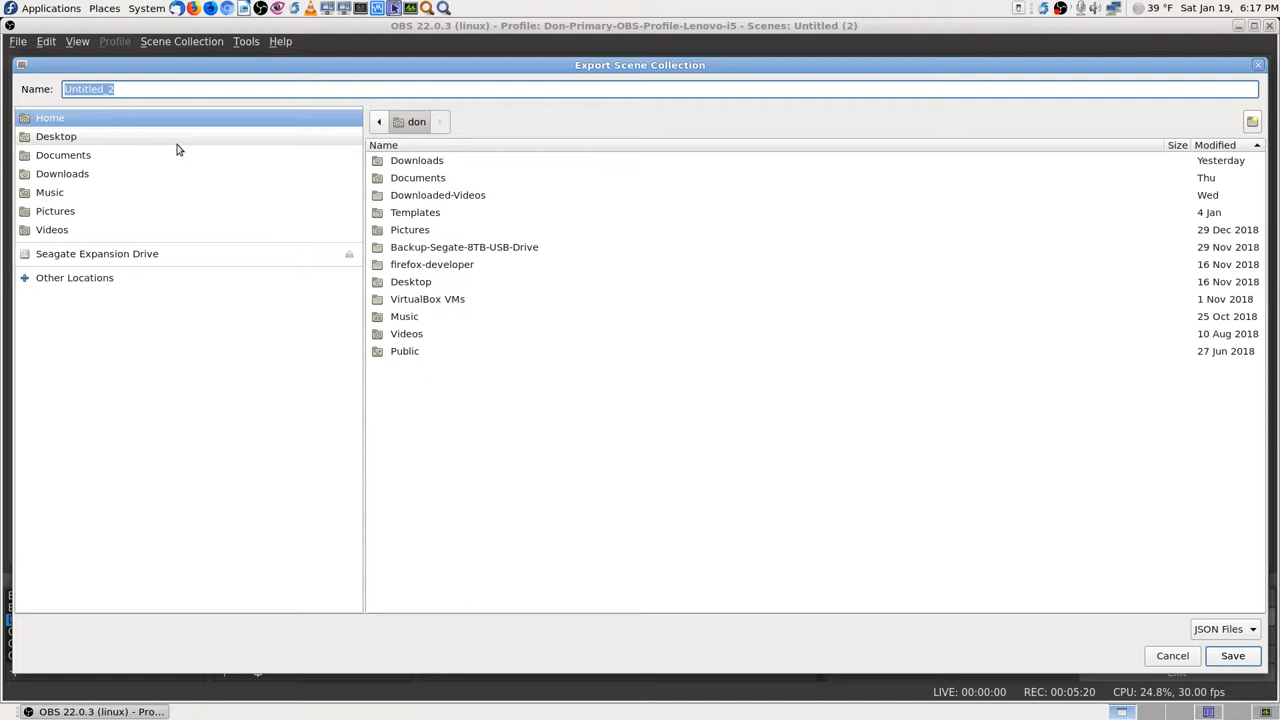 Applications Places System 39 °F Sat Jan 19, 6:17 PM
OBS 22.0.3 (linux) - Profile: Don-Primary-OBS-Profile-Lenovo-i5 - Scenes: Untitled (2)
File Edit View Profile Scene Collection Tools Help
Export Scene Collection
Name: Untitled_2
Home
Desktop
Documents
Downloads
Music
Pictures
Videos
Seagate Expansion Drive
Other Locations
don
Name Size Modified
Downloads Yesterday
Documents Thu
Downloaded-Videos Wed
Templates 4 Jan
Pictures 29 Dec 2018
Backup-Segate-8TB-USB-Drive 29 Nov 2018
firefox-developer 16 Nov 2018
Desktop 16 Nov 2018
VirtualBox VMs 1 Nov 2018
Music 25 Oct 2018
Videos 10 Aug 2018
Public 27 Jun 2018
JSON Files
Cancel Save
LIVE: 00:00:00 REC: 00:05:20 CPU: 24.8%, 30.00 fps
OBS 22.0.3 (linux) - Pro...